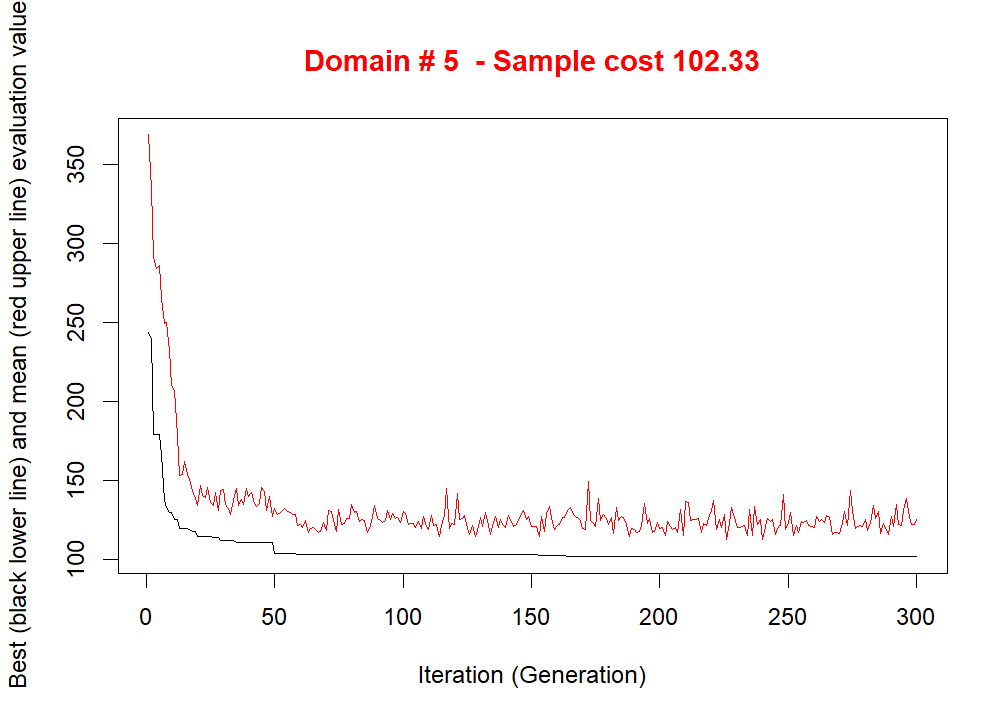 Domain # 5  - Sample cost 102.33
Best (black lower line) and mean (red upper line) evaluation value
350
300
250
200
150
100
0 50 100 150 200 250 300
Iteration (Generation)